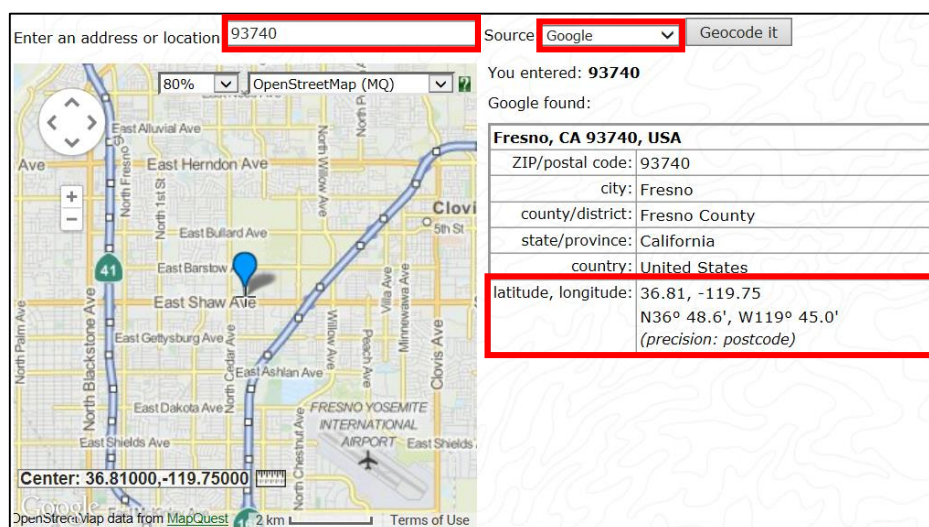 Enter an address or location 93740
Source Google Geocode it
80% OpenStreetMap (MQ) ?
East Alluvial Ave
Ave
East Herndon Ave
North Fresno St
North 1st St
North Willow Ave
Clovi
5th St
East Bullard Ave
East Barstow
41
East Shaw Ave
Villa Ave
Minnewawa Ave
North Palm Ave
North Blackstone Ave
East Gettysburg Ave
North Cedar Ave
Willow Ave
Peach Ave
Clovis Ave
East Ashlan Ave
East Dakota Ave
FRESNO YOSEMITE
INTERNATIONAL
AIRPORT
East Shields Ave
East Shields
North Chestnut Ave
Center: 36.81000,-119.75000
Google
OpenStreetMap data from MapQuest
2 km
Terms of Use
You entered: 93740
Google found:
Fresno, CA 93740, USA
ZIP/postal code: 93740
city: Fresno
county/district: Fresno County
state/province: California
country: United States
latitude, longitude: 36.81, -119.75
N36º 48.6', W119º 45.0'
(precision: postcode)